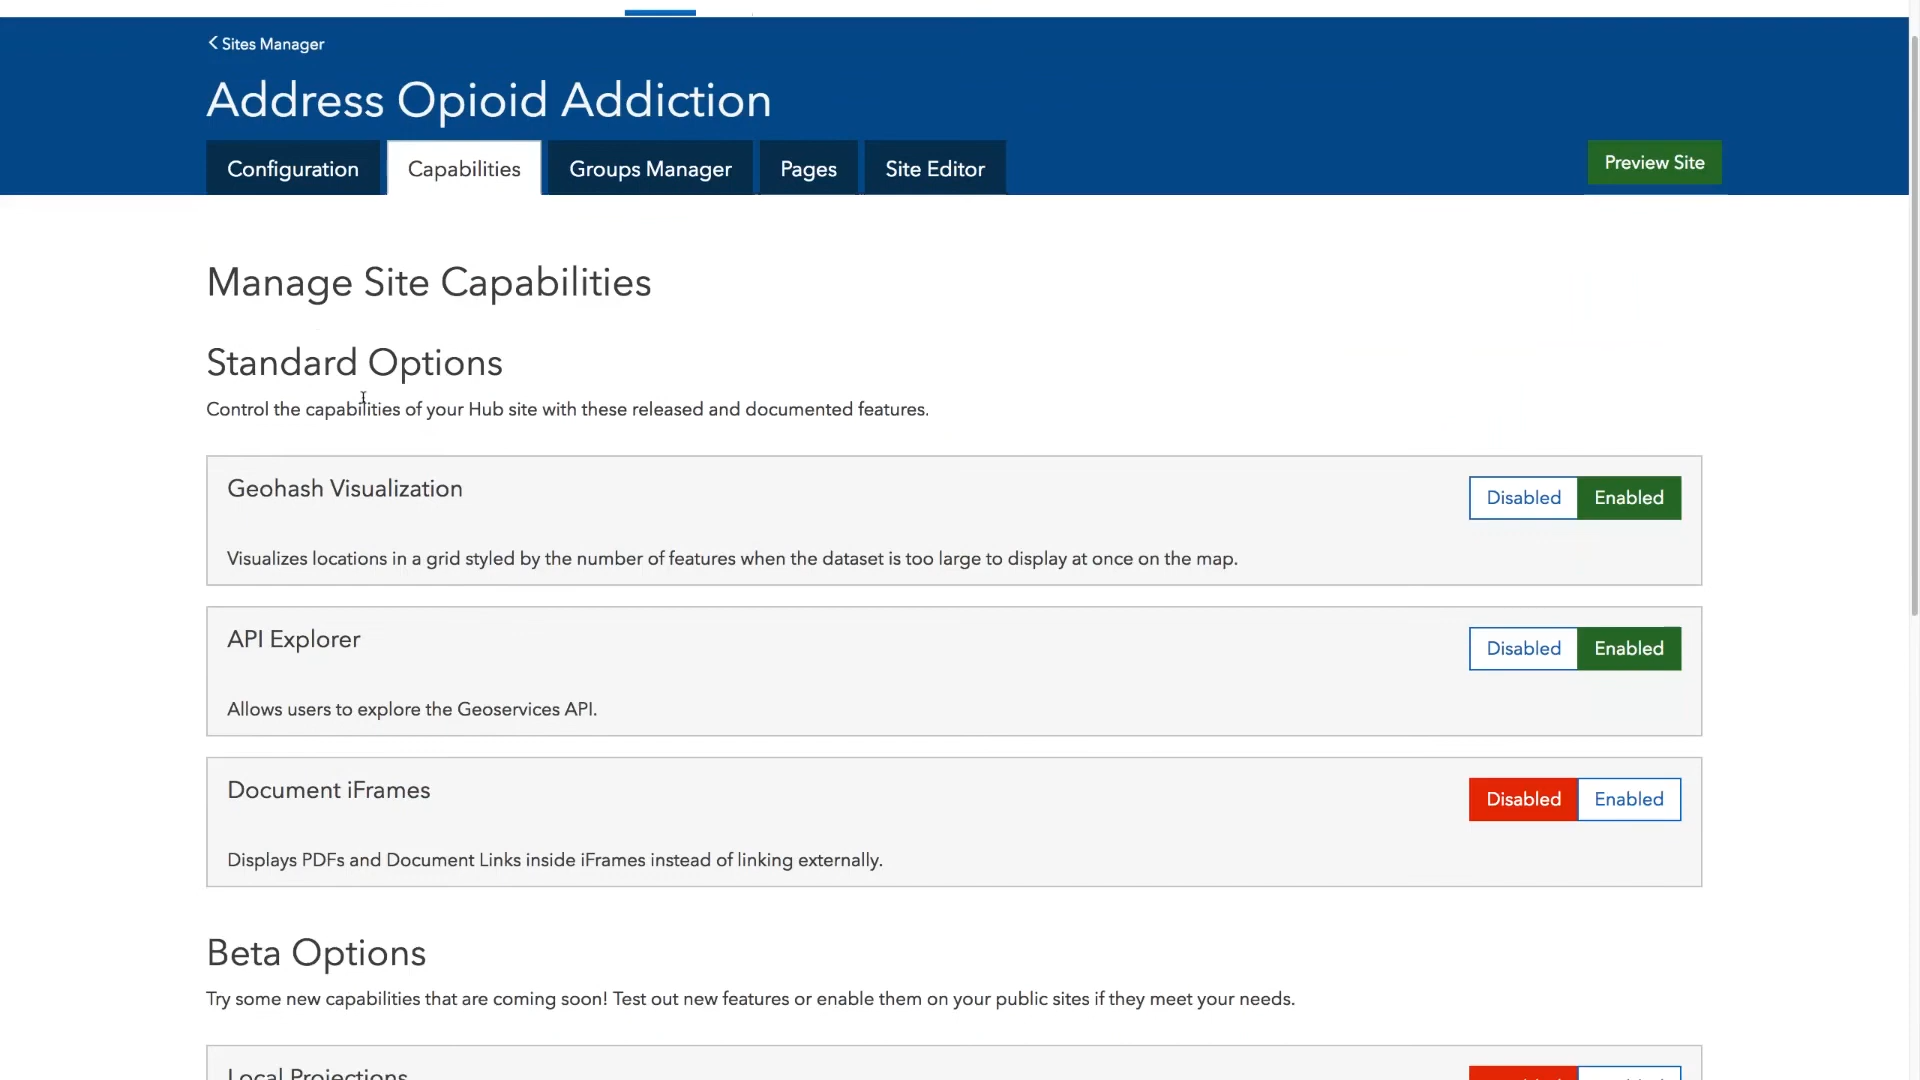 Sites Manager
Address Opioid Addiction
Configuration
Capabilities
Groups Manager
Pages
Site Editor
Preview Site
Manage Site Capabilities
Standard Options
Control the capabilities of your Hub site with these released and documented features.
Geohash Visualization
Disabled
Enabled
Visualizes locations in a grid styled by the number of features when the dataset is too large to display at once on the map.
API Explorer
Disabled
Enabled
Allows users to explore the Geoservices API.
Document iFrames
Disabled
Enabled
Displays PDFs and Document Links inside iFrames instead of linking externally.
Beta Options
Try some new capabilities that are coming soon! Test out new features or enable them on your public sites if they meet your needs.
Local Projections